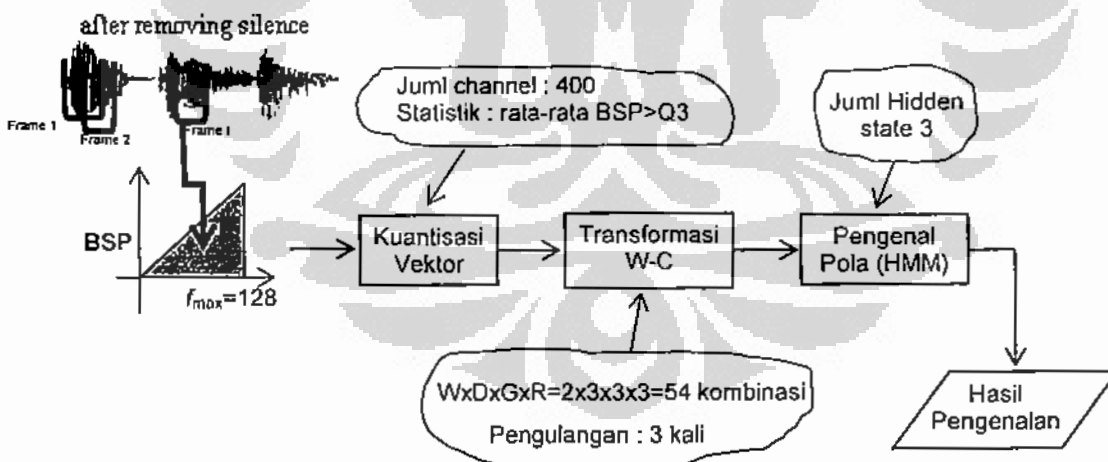 after removing silence
Frame 1
Frame 2
Frame I
BSP
fmax=128
Juml channel : 400
Statistik : rata-rata BSP>Q3
Kuantisasi
Vektor
Transformasi
W-C
WxDxGxR=2x3x3x3=54 kombinasi
Pengulangan : 3 kali
Juml Hidden
state 3
Pengenal
Pola (HMM)
Hasil
Pengenalan